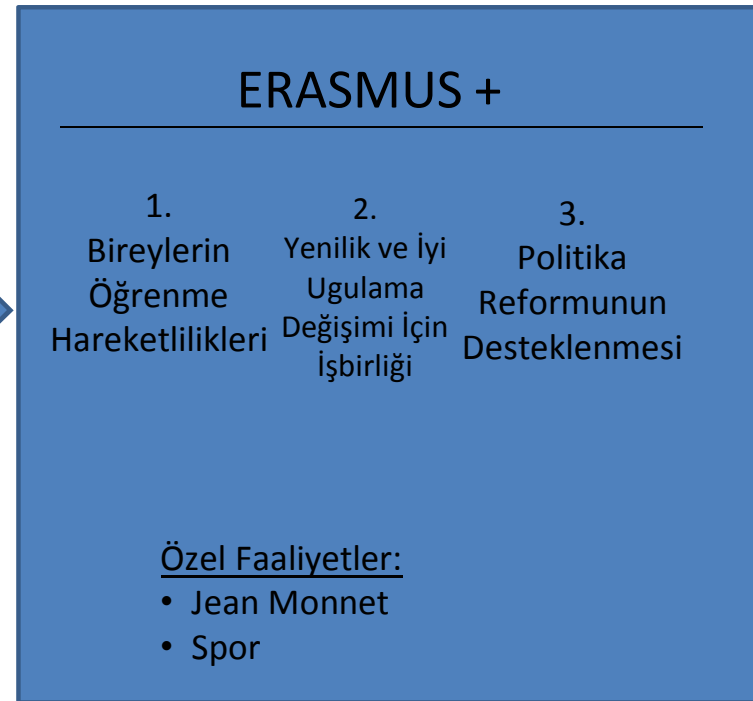 ERASMUS +
1.
Bireylerin
Öğrenme
Hareketlilikleri
2.
Yenilik ve İyi
Ugulama
Değişimi İçin
İşbirliği
3.
Politika
Reformunun
Desteklenmesi
Özel Faaliyetler:
• Jean Monnet
• Spor